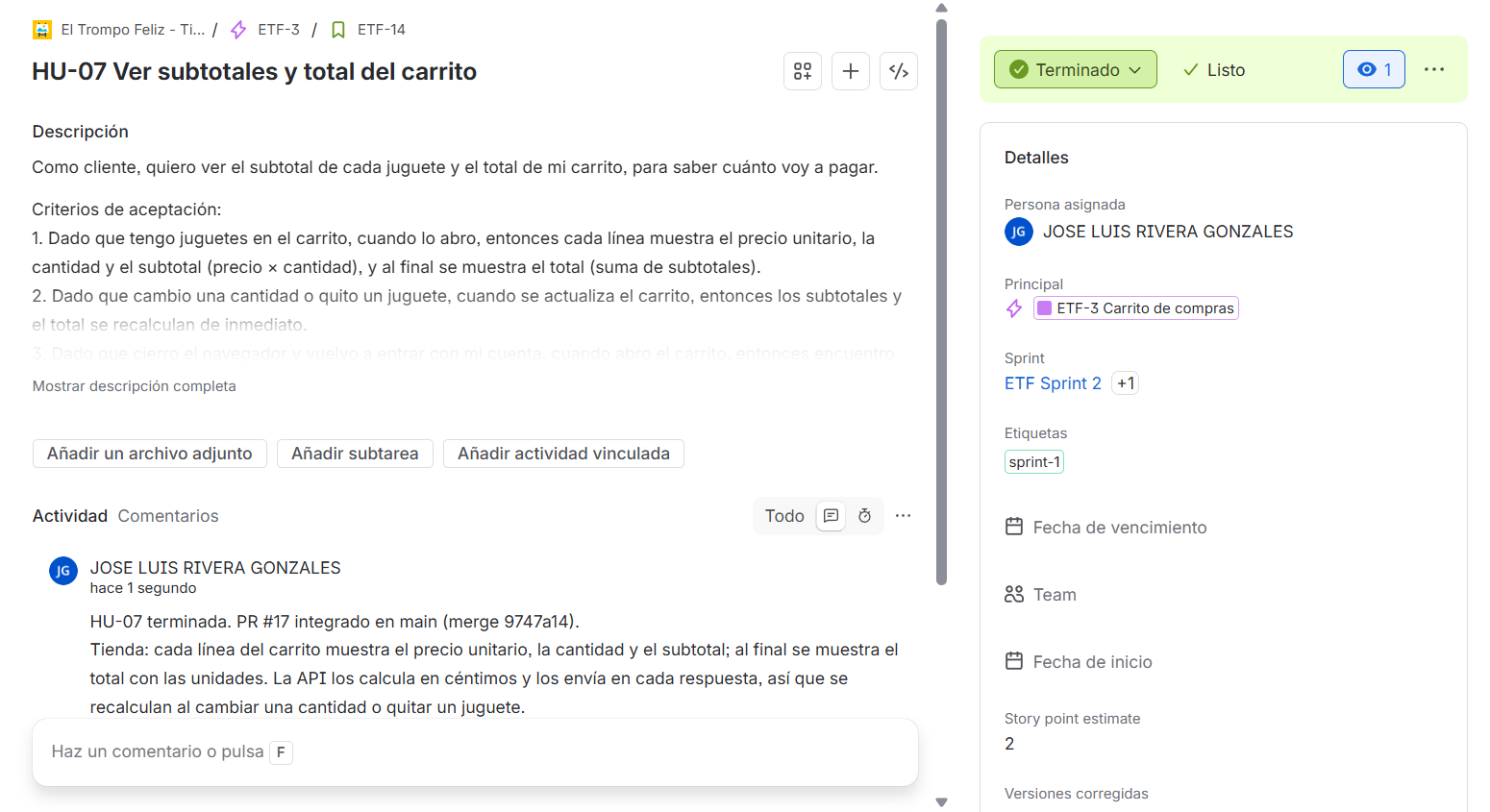 El Trompo Feliz - Ti... / ETF-3 / ETF-14
HU-07 Ver subtotales y total del carrito
Descripción
Como cliente, quiero ver el subtotal de cada juguete y el total de mi carrito, para saber cuánto voy a pagar.
Criterios de aceptación:
1. Dado que tengo juguetes en el carrito, cuando lo abro, entonces cada línea muestra el precio unitario, la
cantidad y el subtotal (precio × cantidad), y al final se muestra el total (suma de subtotales).
2. Dado que cambio una cantidad o quito un juguete, cuando se actualiza el carrito, entonces los subtotales y
el total se recalculan de inmediato.
3. Dado que cierro el navegador y vuelvo a entrar con mi cuenta, cuando abro el carrito, entonces encuentro
Mostrar descripción completa
Añadir un archivo adjunto
Añadir subtarea
Añadir actividad vinculada
Actividad Comentarios
Todo
JG
JOSE LUIS RIVERA GONZALES
hace 1 segundo
HU-07 terminada. PR #17 integrado en main (merge 9747a14).
Tienda: cada línea del carrito muestra el precio unitario, la cantidad y el subtotal; al final se muestra el
total con las unidades. La API los calcula en céntimos y los envía en cada respuesta, así que se
recalculan al cambiar una cantidad o quitar un juguete.
Haz un comentario o pulsa F
Terminado
Listo
1
Detalles
Persona asignada
JG JOSE LUIS RIVERA GONZALES
Principal
ETF-3 Carrito de compras
Sprint
ETF Sprint 2 +1
Etiquetas
sprint-1
Fecha de vencimiento
Team
Fecha de inicio
Story point estimate
2
Versiones corregidas